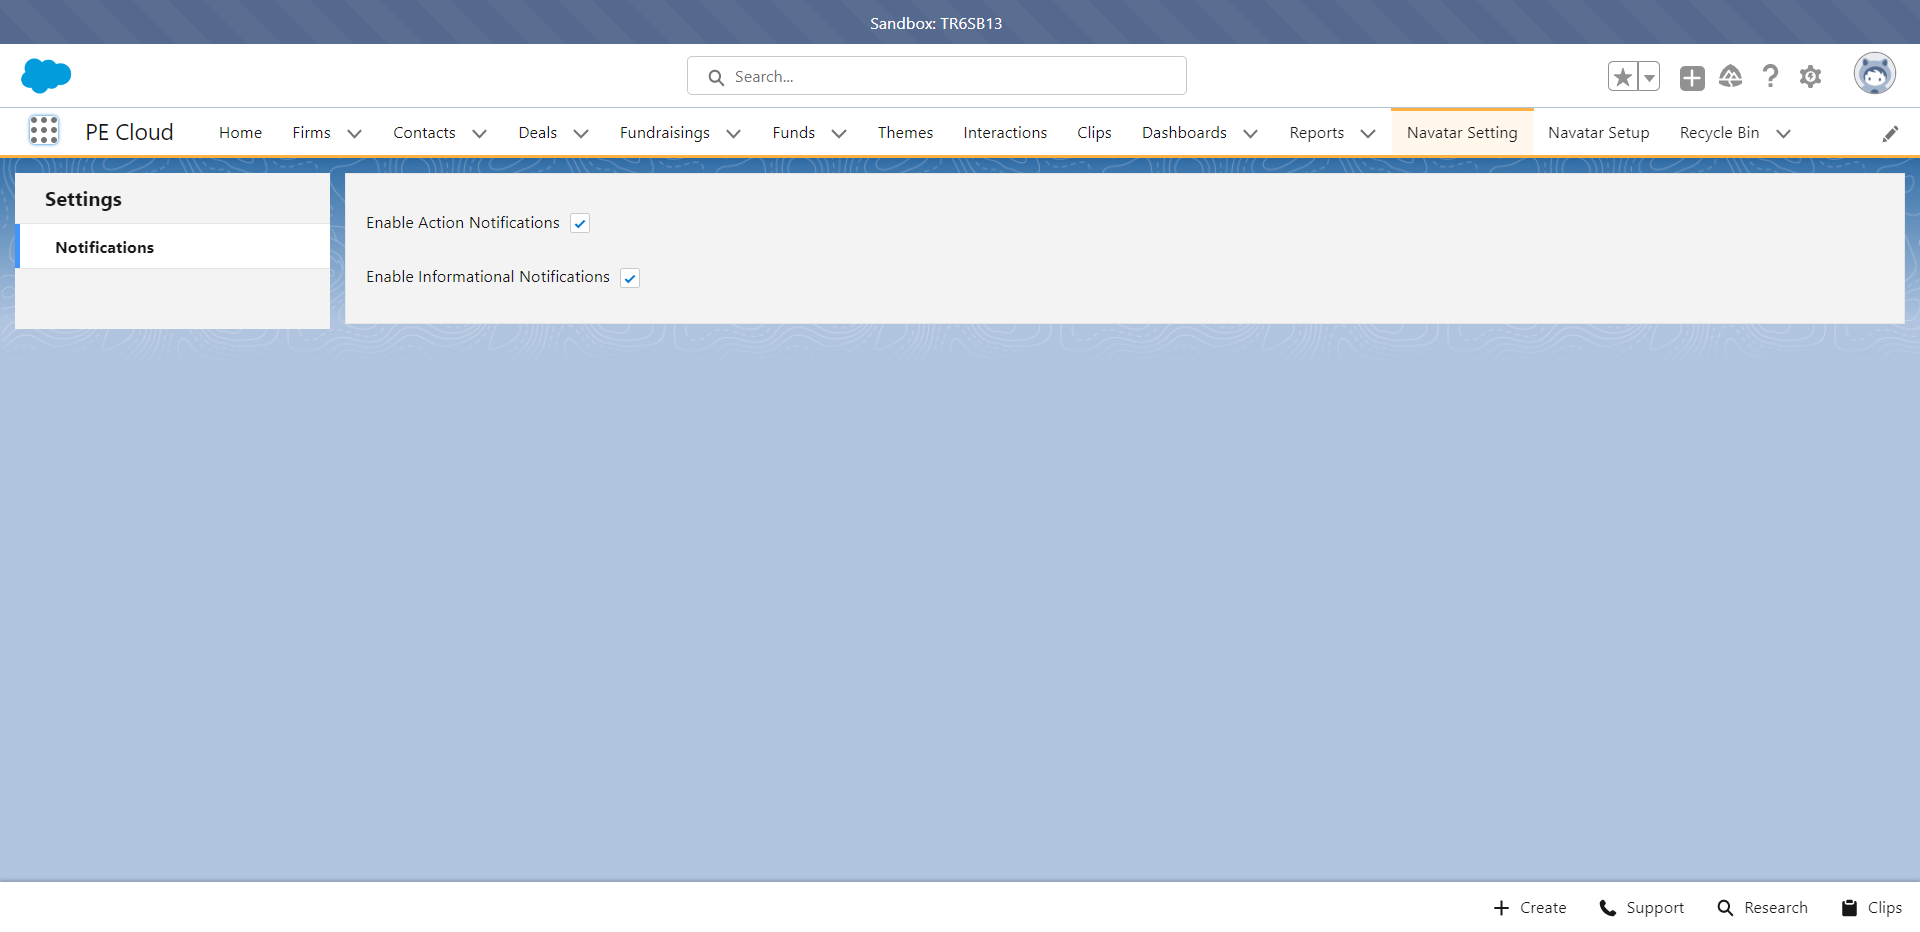 Sandbox: TR6SB13
Search...
PE Cloud Home Firms Contacts Deals Fundraisings Funds Themes Interactions Clips Dashboards Reports Navatar Setting Navatar Setup Recycle Bin
Settings
Notifications
Enable Action Notifications
Enable Informational Notifications
Create Support Research Clips